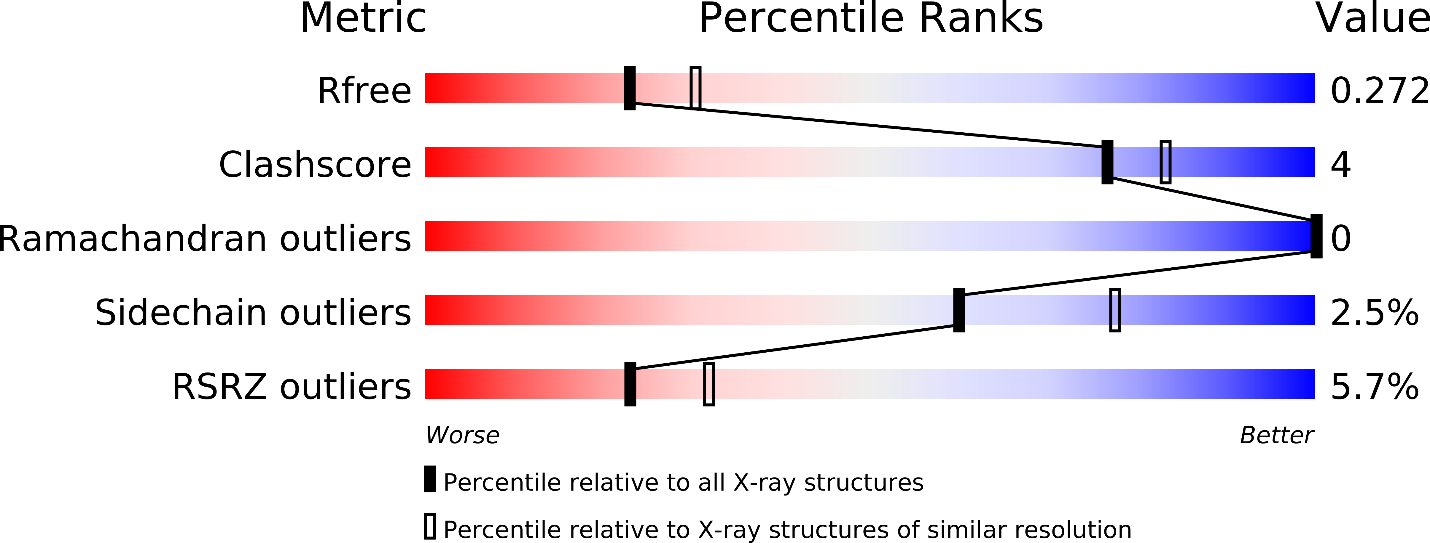 Metric Percentile Ranks Value
Rfree 0.272
Clashscore 4
Ramachandran outliers 0
Sidechain outliers 2.5%
RSRZ outliers 5.7%
Worse Better
Percentile relative to all X-ray structures
Percentile relative to X-ray structures of similar resolution